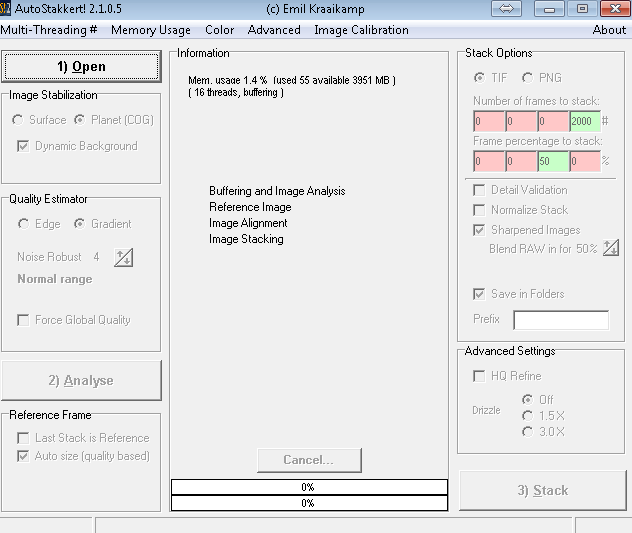 AutoStakkert! 2.1.0.5 (c) Emil Kraaikamp
Multi-Threading # Memory Usage Color Advanced Image Calibration About
1) Open
Image Stabilization
Surface Planet (COG)
Dynamic Background
Quality Estimator
Edge Gradient
Noise Robust 4
Normal range
Force Global Quality
2) Analyse
Reference Frame
Last Stack is Reference
Auto size (quality based)
Information
Mem. usage 1.4 % (used 55 available 3951 MB )
( 16 threads, buffering )
Buffering and Image Analysis
Reference Image
Image Alignment
Image Stacking
Cancel...
0%
0%
Stack Options
TIF PNG
Number of frames to stack:
0 0 0 2000 #
Frame percentage to stack:
0 0 50 0 %
Detail Validation
Normalize Stack
Sharpened Images
Blend RAW in for 50%
Save in Folders
Prefix
Advanced Settings
HQ Refine
Drizzle
Off
1.5 X
3.0 X
3) Stack